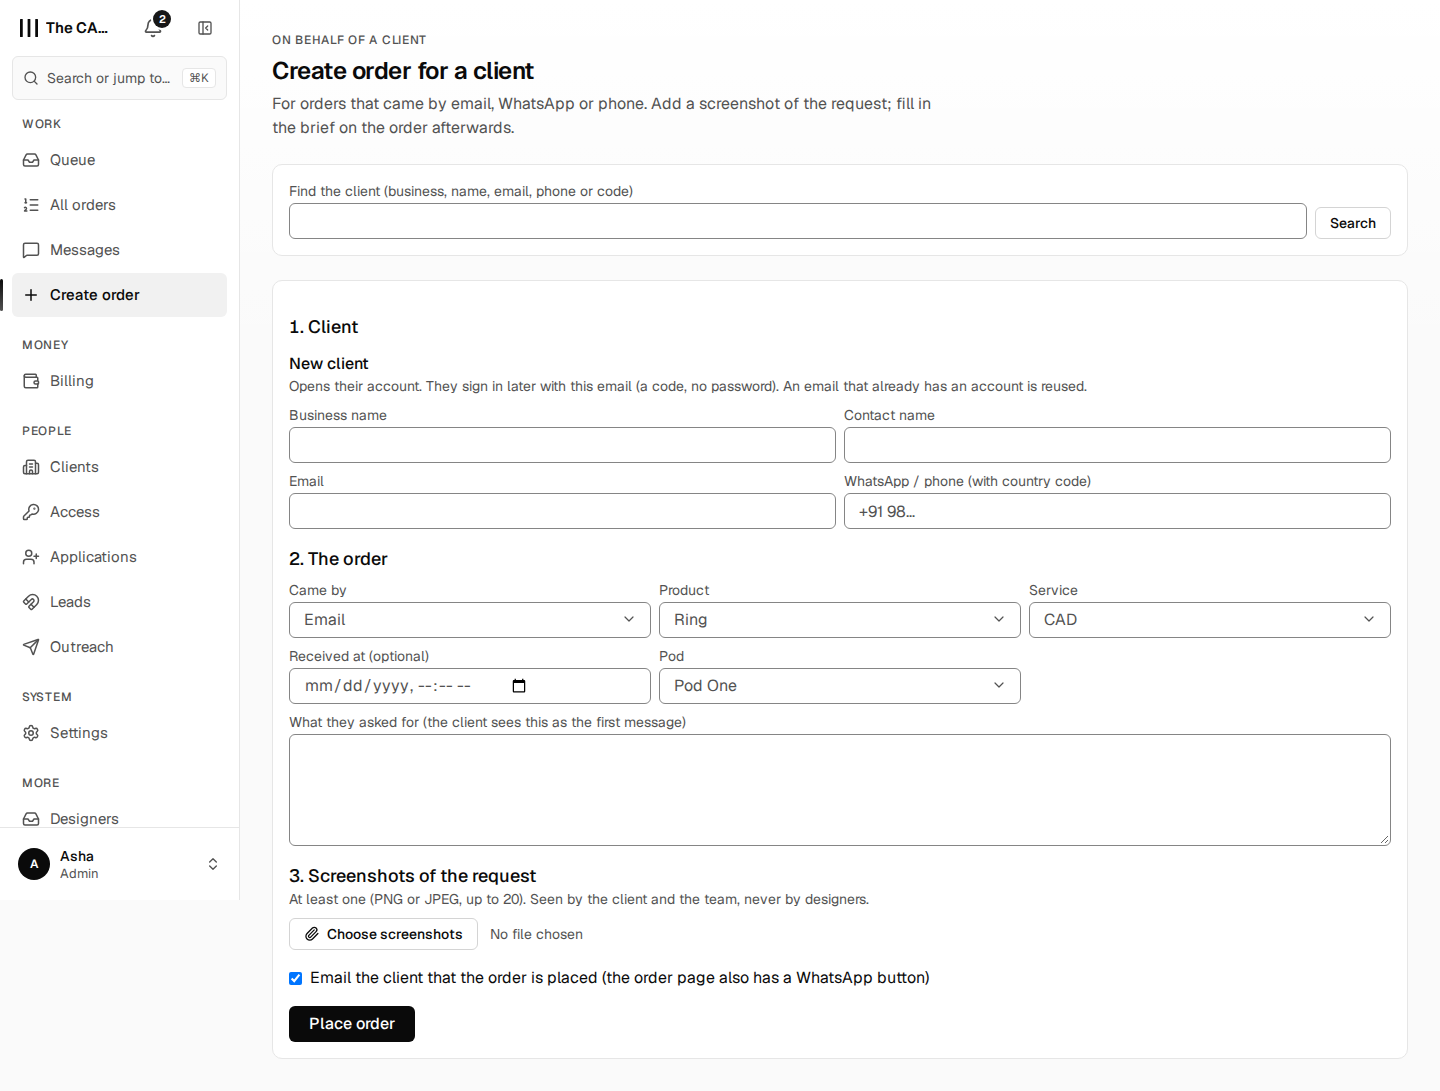 The CA...
2
Search or jump to...
⌘K
WORK
Queue
All orders
Messages
Create order
MONEY
Billing
PEOPLE
Clients
Access
Applications
Leads
Outreach
SYSTEM
Settings
MORE
Designers
A
Asha
Admin
ON BEHALF OF A CLIENT
Create order for a client
For orders that came by email, WhatsApp or phone. Add a screenshot of the request; fill in
the brief on the order afterwards.
Find the client (business, name, email, phone or code)
Search
1. Client
New client
Opens their account. They sign in later with this email (a code, no password). An email that already has an account is reused.
Business name
Contact name
Email
WhatsApp / phone (with country code)
+91 98...
2. The order
Came by
Product
Service
Email
Ring
CAD
Received at (optional)
Pod
mm/dd/yyyy, --:-- --
Pod One
What they asked for (the client sees this as the first message)
3. Screenshots of the request
At least one (PNG or JPEG, up to 20). Seen by the client and the team, never by designers.
Choose screenshots
No file chosen
Email the client that the order is placed (the order page also has a WhatsApp button)
Place order